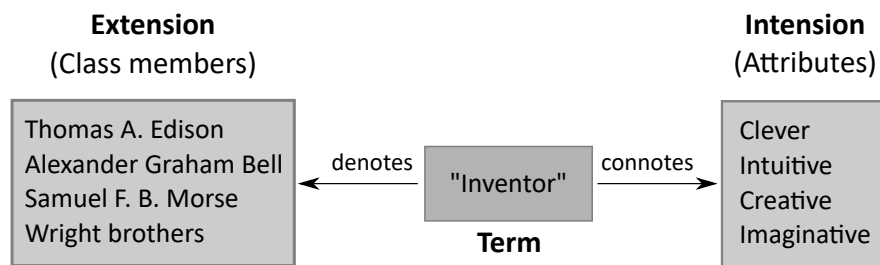 Extension
(Class members)
Thomas A. Edison
Alexander Graham Bell
Samuel F. B. Morse
Wright brothers
denotes
"Inventor"
Term
connotes
Intension
(Attributes)
Clever
Intuitive
Creative
Imaginative